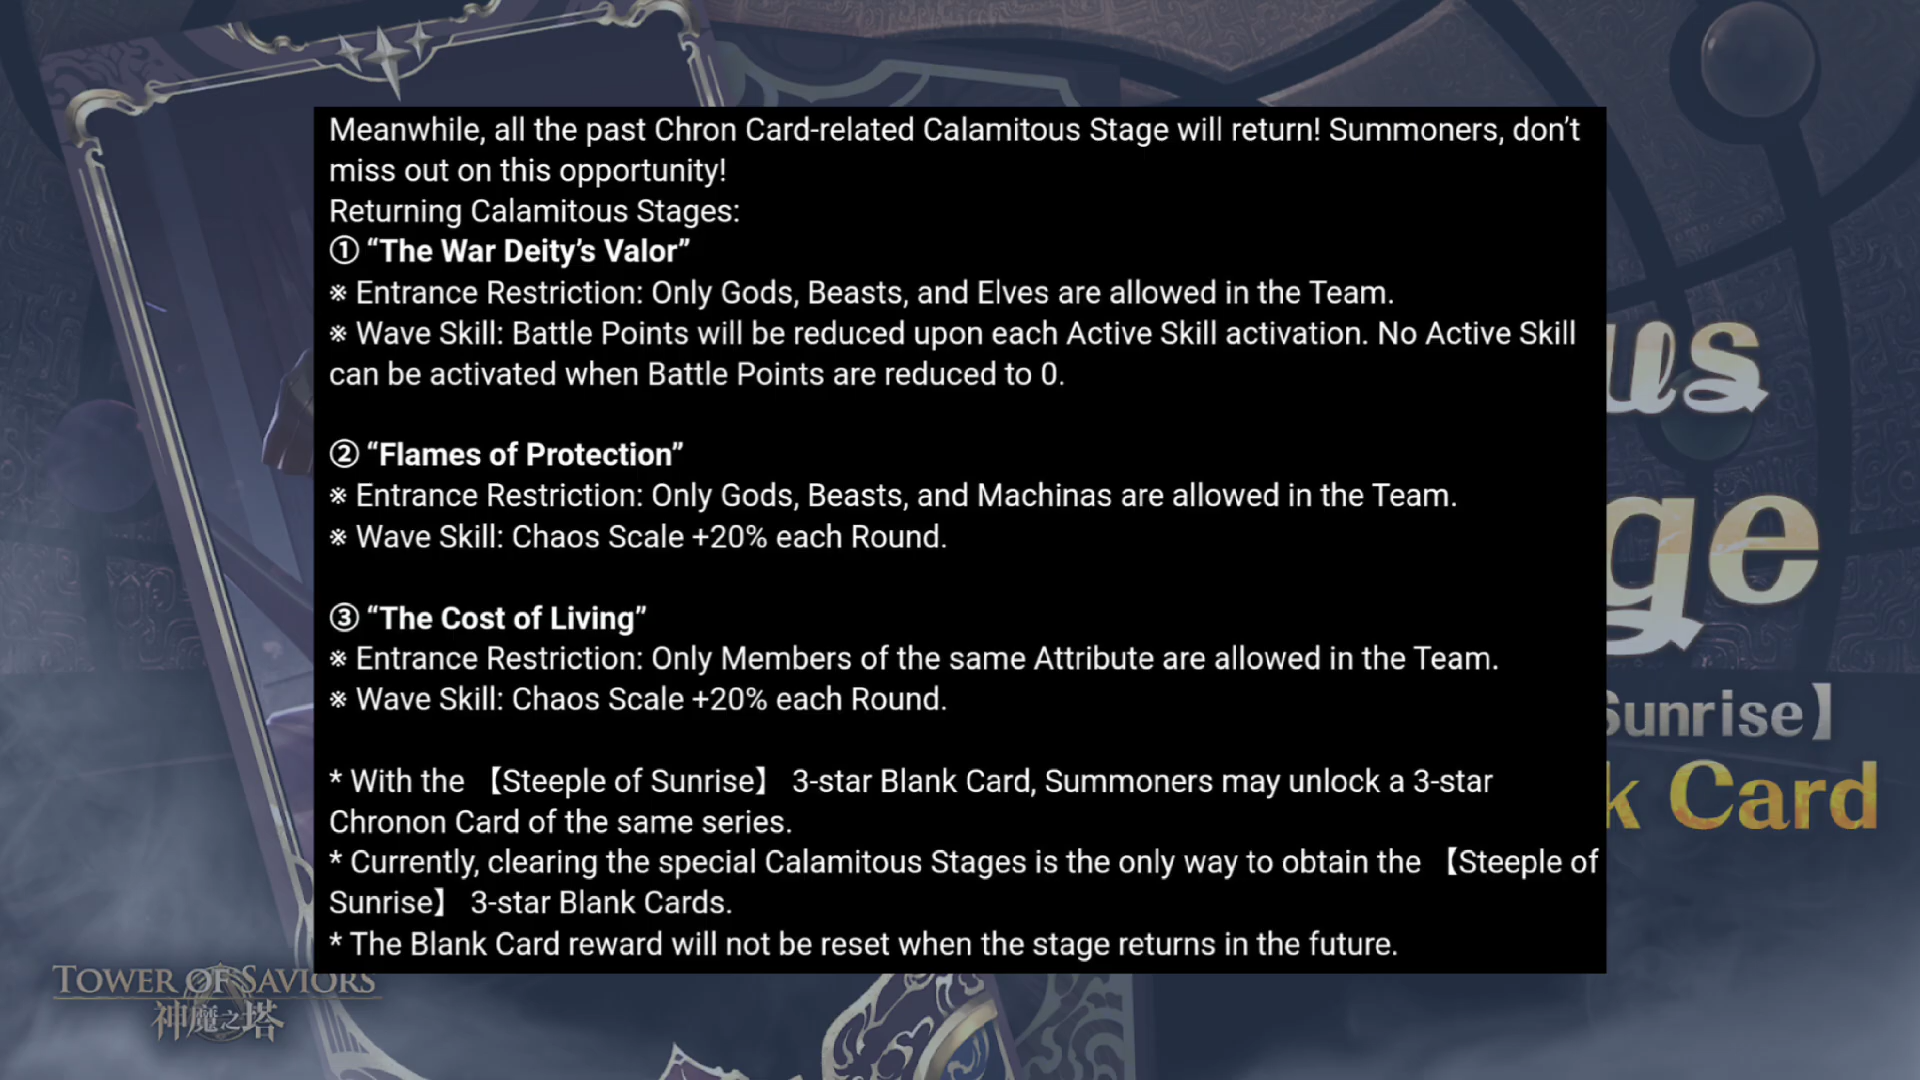 Meanwhile, all the past Chron Card-related Calamitous Stage will return! Summoners, don’t
miss out on this opportunity!
Returning Calamitous Stages:
① “The War Deity’s Valor”
※ Entrance Restriction: Only Gods, Beasts, and Elves are allowed in the Team.
※ Wave Skill: Battle Points will be reduced upon each Active Skill activation. No Active Skill
can be activated when Battle Points are reduced to 0.
② “Flames of Protection”
※ Entrance Restriction: Only Gods, Beasts, and Machinas are allowed in the Team.
※ Wave Skill: Chaos Scale +20% each Round.
③ “The Cost of Living”
※ Entrance Restriction: Only Members of the same Attribute are allowed in the Team.
※ Wave Skill: Chaos Scale +20% each Round.
* With the 【Steeple of Sunrise】 3-star Blank Card, Summoners may unlock a 3-star
Chronon Card of the same series.
* Currently, clearing the special Calamitous Stages is the only way to obtain the 【Steeple of
Sunrise】 3-star Blank Cards.
* The Blank Card reward will not be reset when the stage returns in the future.
us
ge
Sunrise】
k Card
TOWER OF SAVIORS
神魔之塔